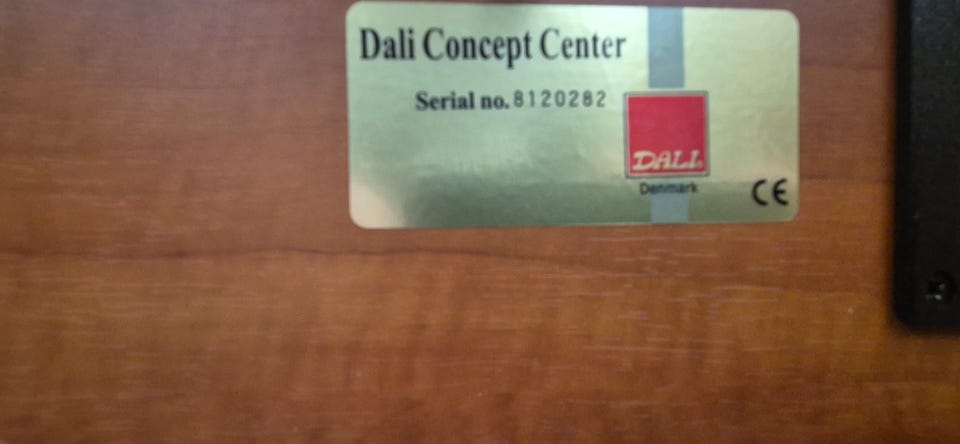 Dali Concept Center
Serial no. 8120282
DALI
Denmark
CE